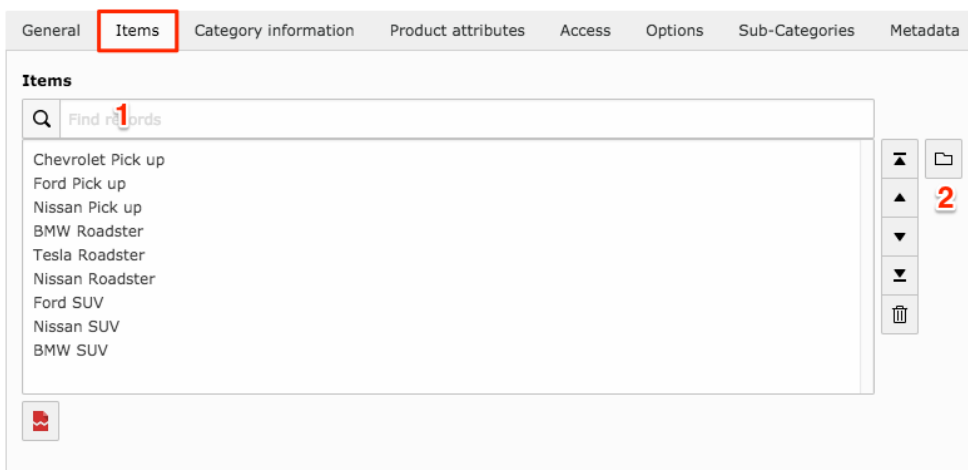 General Items Category information Product attributes Access Options Sub-Categories Metadata
Items
Find records
1
Chevrolet Pick up
Ford Pick up
Nissan Pick up
2
BMW Roadster
Tesla Roadster
Nissan Roadster
Ford SUV
Nissan SUV
BMW SUV